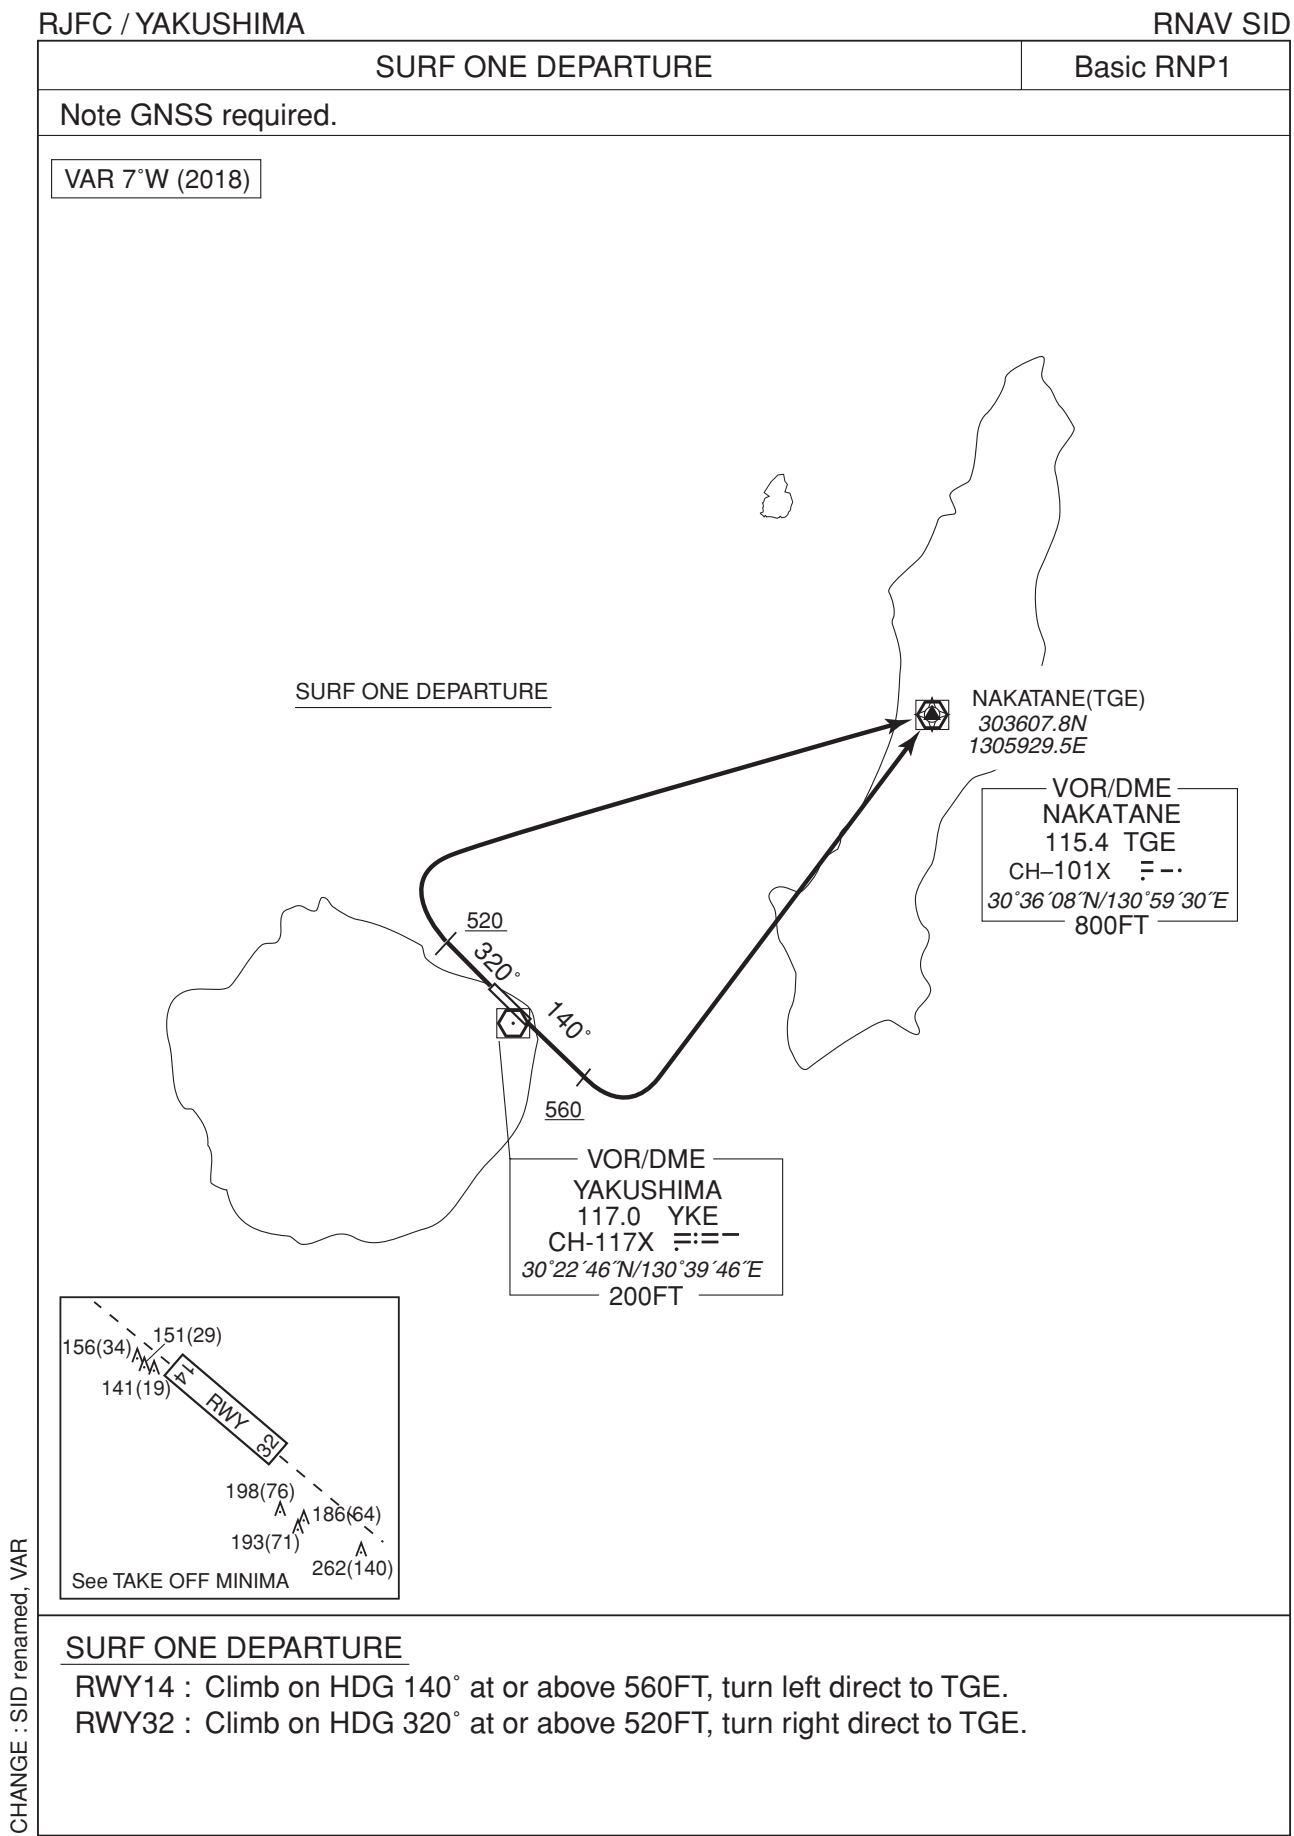 RJFC / YAKUSHIMA
RNAV SID
SURF ONE DEPARTURE
Basic RNP1
Note GNSS required.
VAR 7˚W (2018)
SURF ONE DEPARTURE
NAKATANE(TGE)
303607.8N
1305929.5E
VOR/DME
NAKATANE
115.4 TGE
CH–101X
30˚36´08˝N/130˚59´30˝E
800FT
520
320˚
140˚
560
VOR/DME
YAKUSHIMA
117.0 YKE
CH-117X
30˚22´46˝N/130˚39´46˝E
200FT
151(29)
156(34)
141(19)
14
RWY
32
198(76)
186(64)
193(71)
262(140)
See TAKE OFF MINIMA
SURF ONE DEPARTURE
RWY14 : Climb on HDG 140˚ at or above 560FT, turn left direct to TGE.
RWY32 : Climb on HDG 320˚ at or above 520FT, turn right direct to TGE.
CHANGE : SID renamed, VAR